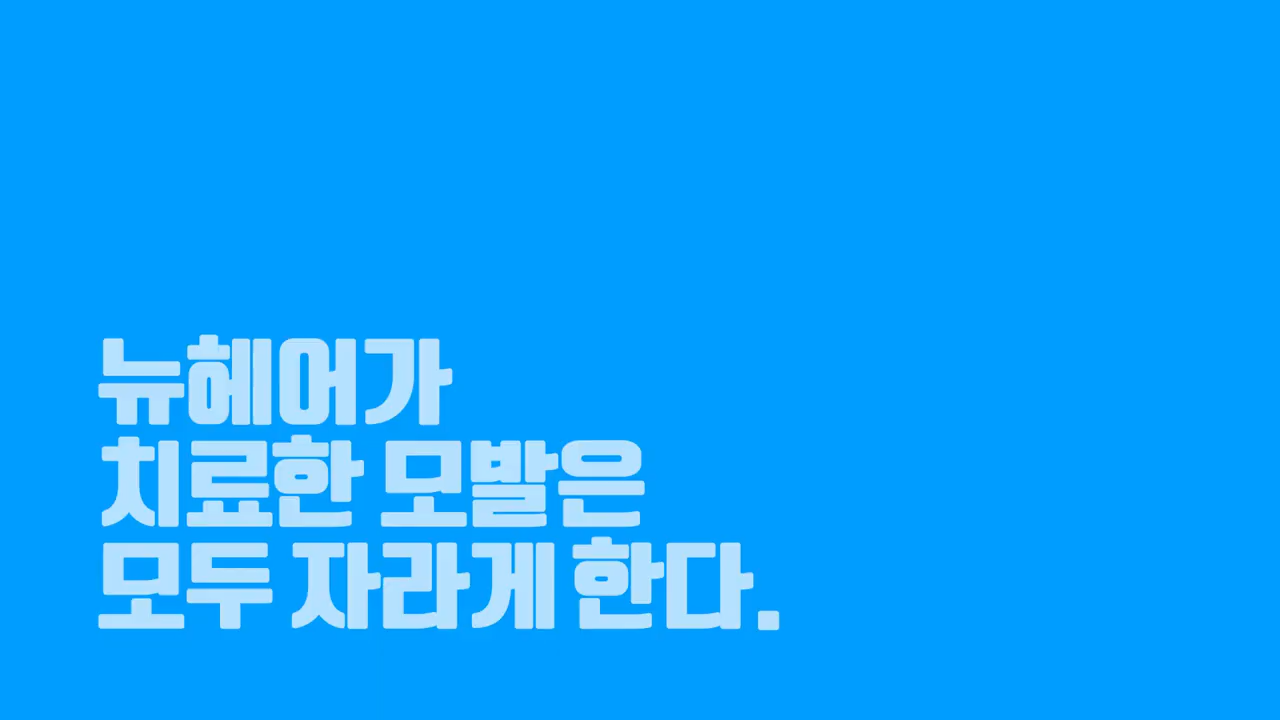 뉴헤어가
치료한 모발은
모두 자라게 한다.